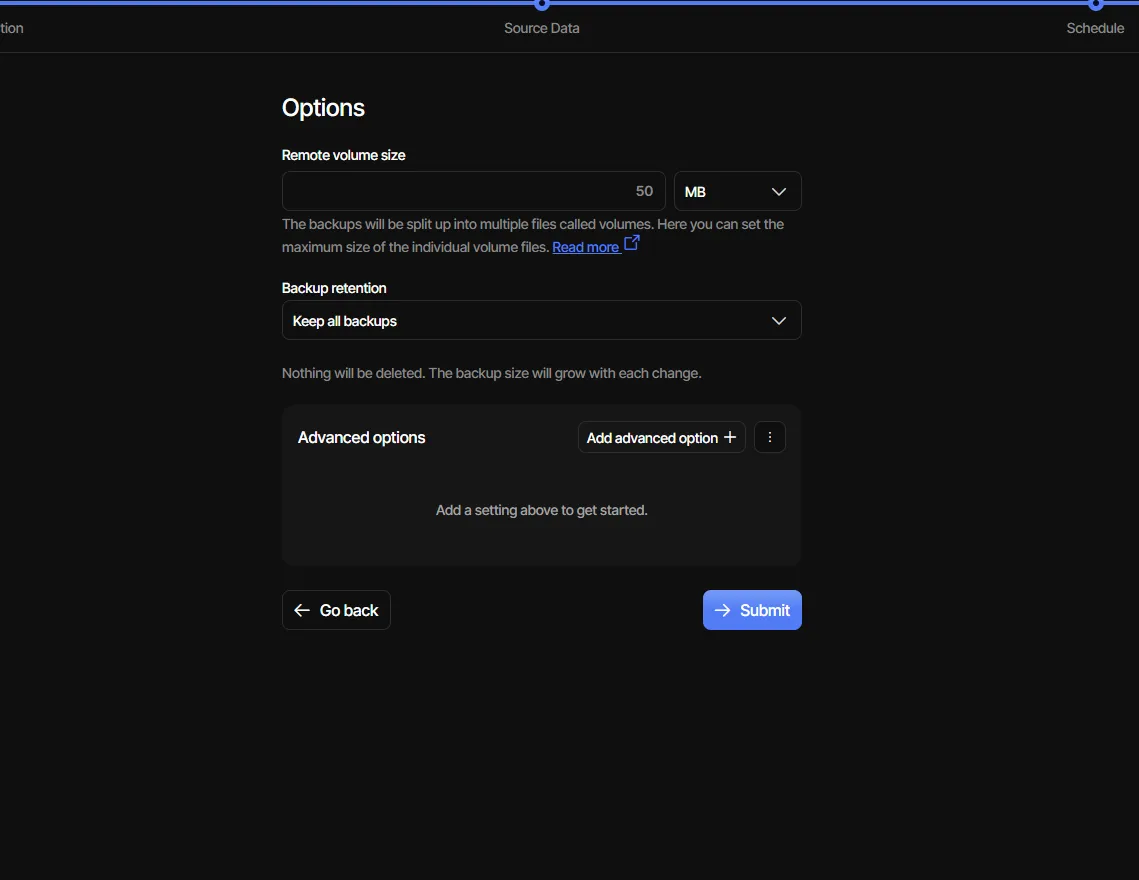 tion
Source Data
Schedule
Options
Remote volume size
50
MB
The backups will be split up into multiple files called volumes. Here you can set the
maximum size of the individual volume files. Read more
Backup retention
Keep all backups
Nothing will be deleted. The backup size will grow with each change.
Advanced options
Add advanced option
Add a setting above to get started.
Go back
Submit